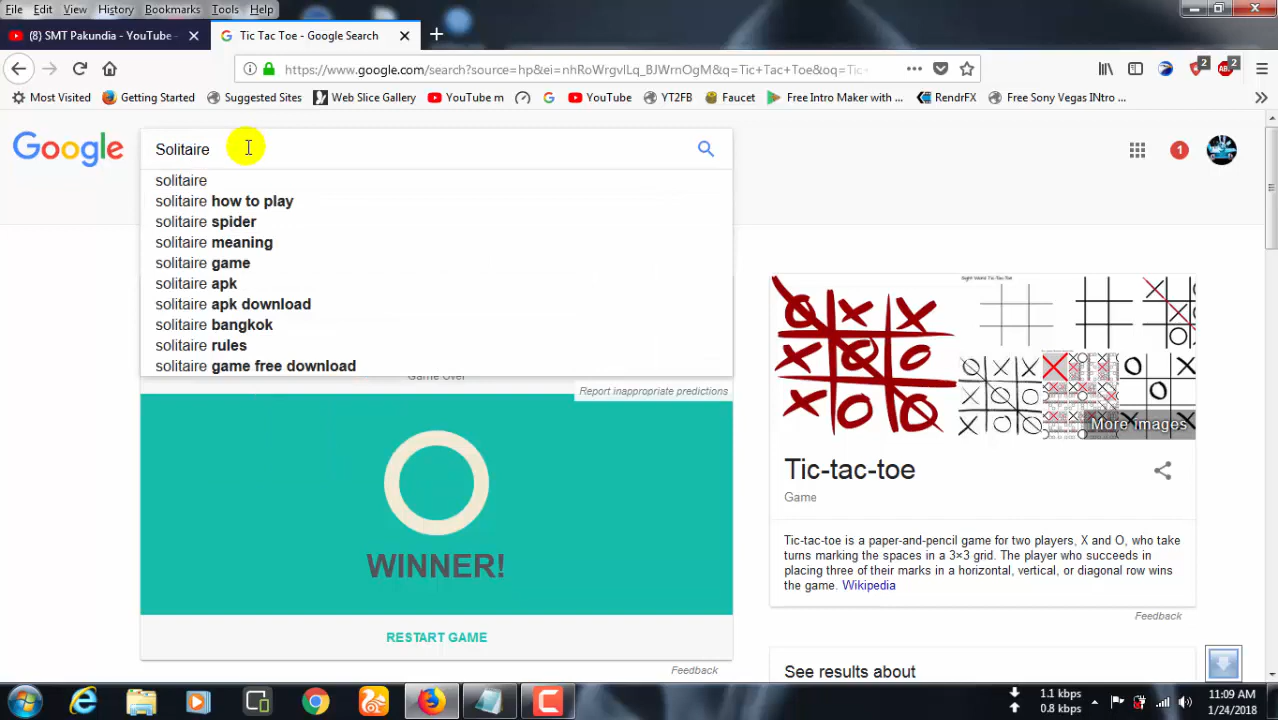 File Edit View History Bookmarks Tools Help
(8) SMT Pakundia - YouTube
Tic Tac Toe - Google Search
https://www.google.com/search?source=hp&ei=nhRoWrgvlLq_BJWrnOgM&q=Tic+Tac+Toe&oq=Tic+
2
ABP
2
Most Visited
Getting Started
Suggested Sites
Web Slice Gallery
YouTube m
YouTube
YT2FB
Faucet
Free Intro Maker with ...
RendrFX
Free Sony Vegas INtro ...
Google
Solitaire
1
solitaire
solitaire how to play
solitaire spider
solitaire meaning
solitaire game
solitaire apk
solitaire apk download
solitaire bangkok
solitaire rules
solitaire game free download
Game Over
Report inappropriate predictions
WINNER!
RESTART GAME
Feedback
More images
Tic-tac-toe
Game
Tic-tac-toe is a paper-and-pencil game for two players, X and O, who take
turns marking the spaces in a 3×3 grid. The player who succeeds in
placing three of their marks in a horizontal, vertical, or diagonal row wins
the game. Wikipedia
Feedback
See results about
1.1 kbps
0.8 kbps
11:09 AM
1/24/2018